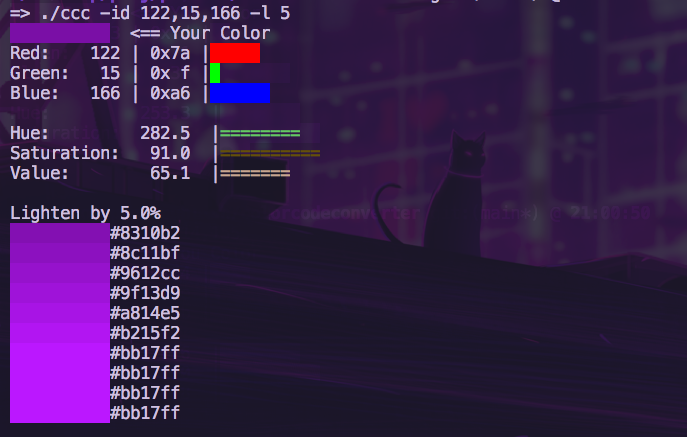 => ./ccc -id 122,15,166 -l 5
<== Your Color
Red: 122 | 0x7a |
Green: 15 | 0x f |
Blue: 166 | 0xa6 |
Hue: 282.5 |========
Saturation: 91.0 |==========
Value: 65.1 |=======
Lighten by 5.0%
#8310b2
#8c11bf
#9612cc
#9f13d9
#a814e5
#b215f2
#bb17ff
#bb17ff
#bb17ff
#bb17ff